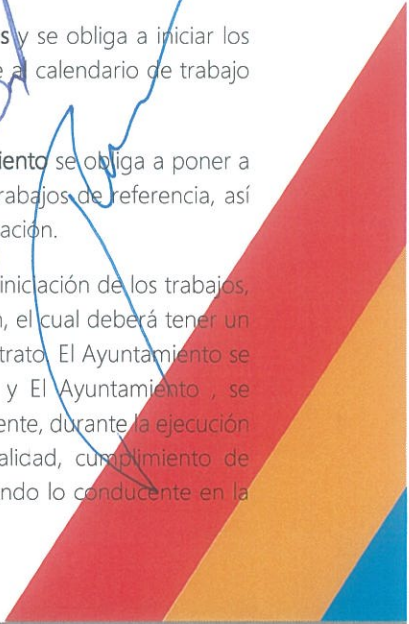 s y se obliga a iniciar los
e al calendario de trabajo
iento se obliga a poner a
rabajos de referencia, así
ación.
iniciación de los trabajos,
n, el cual deberá tener un
trato. El Ayuntamiento se
y El Ayuntamiento , se
ente, durante la ejecución
alidad, cumplimiento de
ndo lo conducente en la